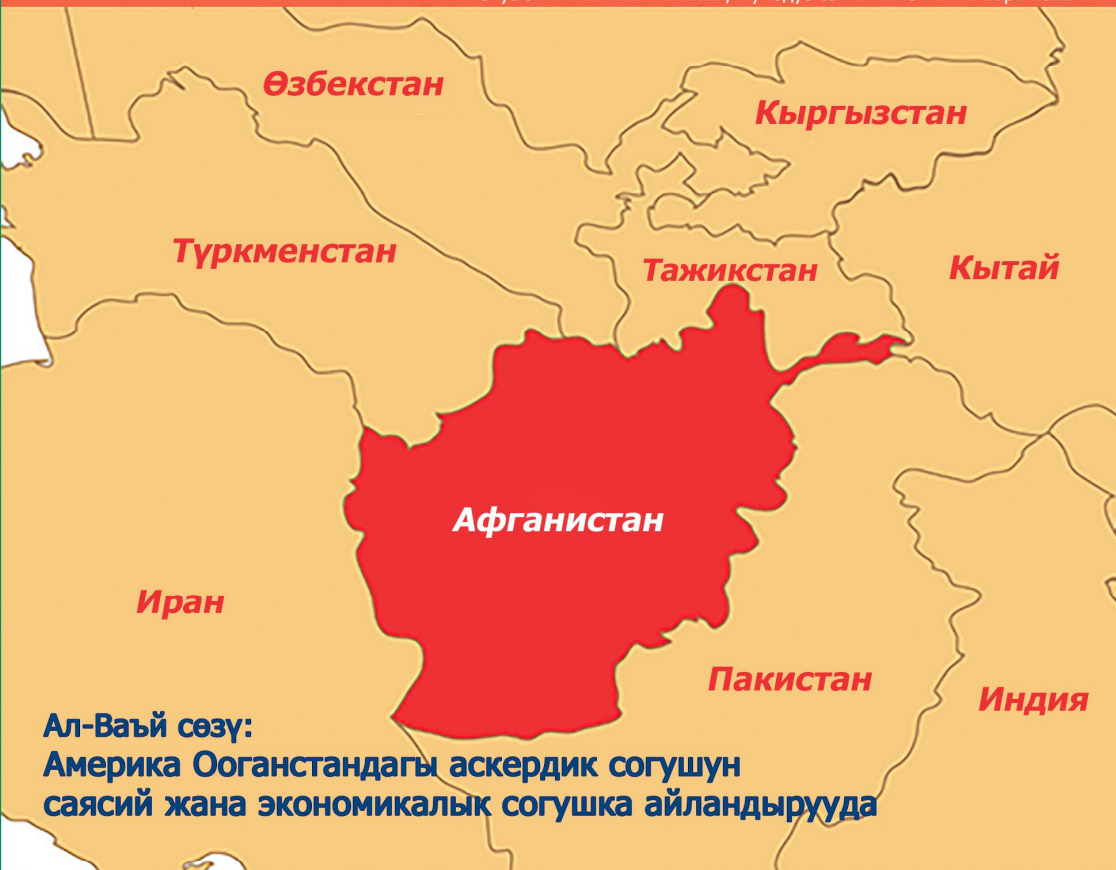 Өзбекстан
Кыргызстан
Түркменстан
Тажикстан
Кытай
Афганистан
Иран
Пакистан
Индия
Ал-Ваъй сөзү:
Америка Ооганстандагы аскердик согушун
саясий жана экономикалык согушка айландырууда